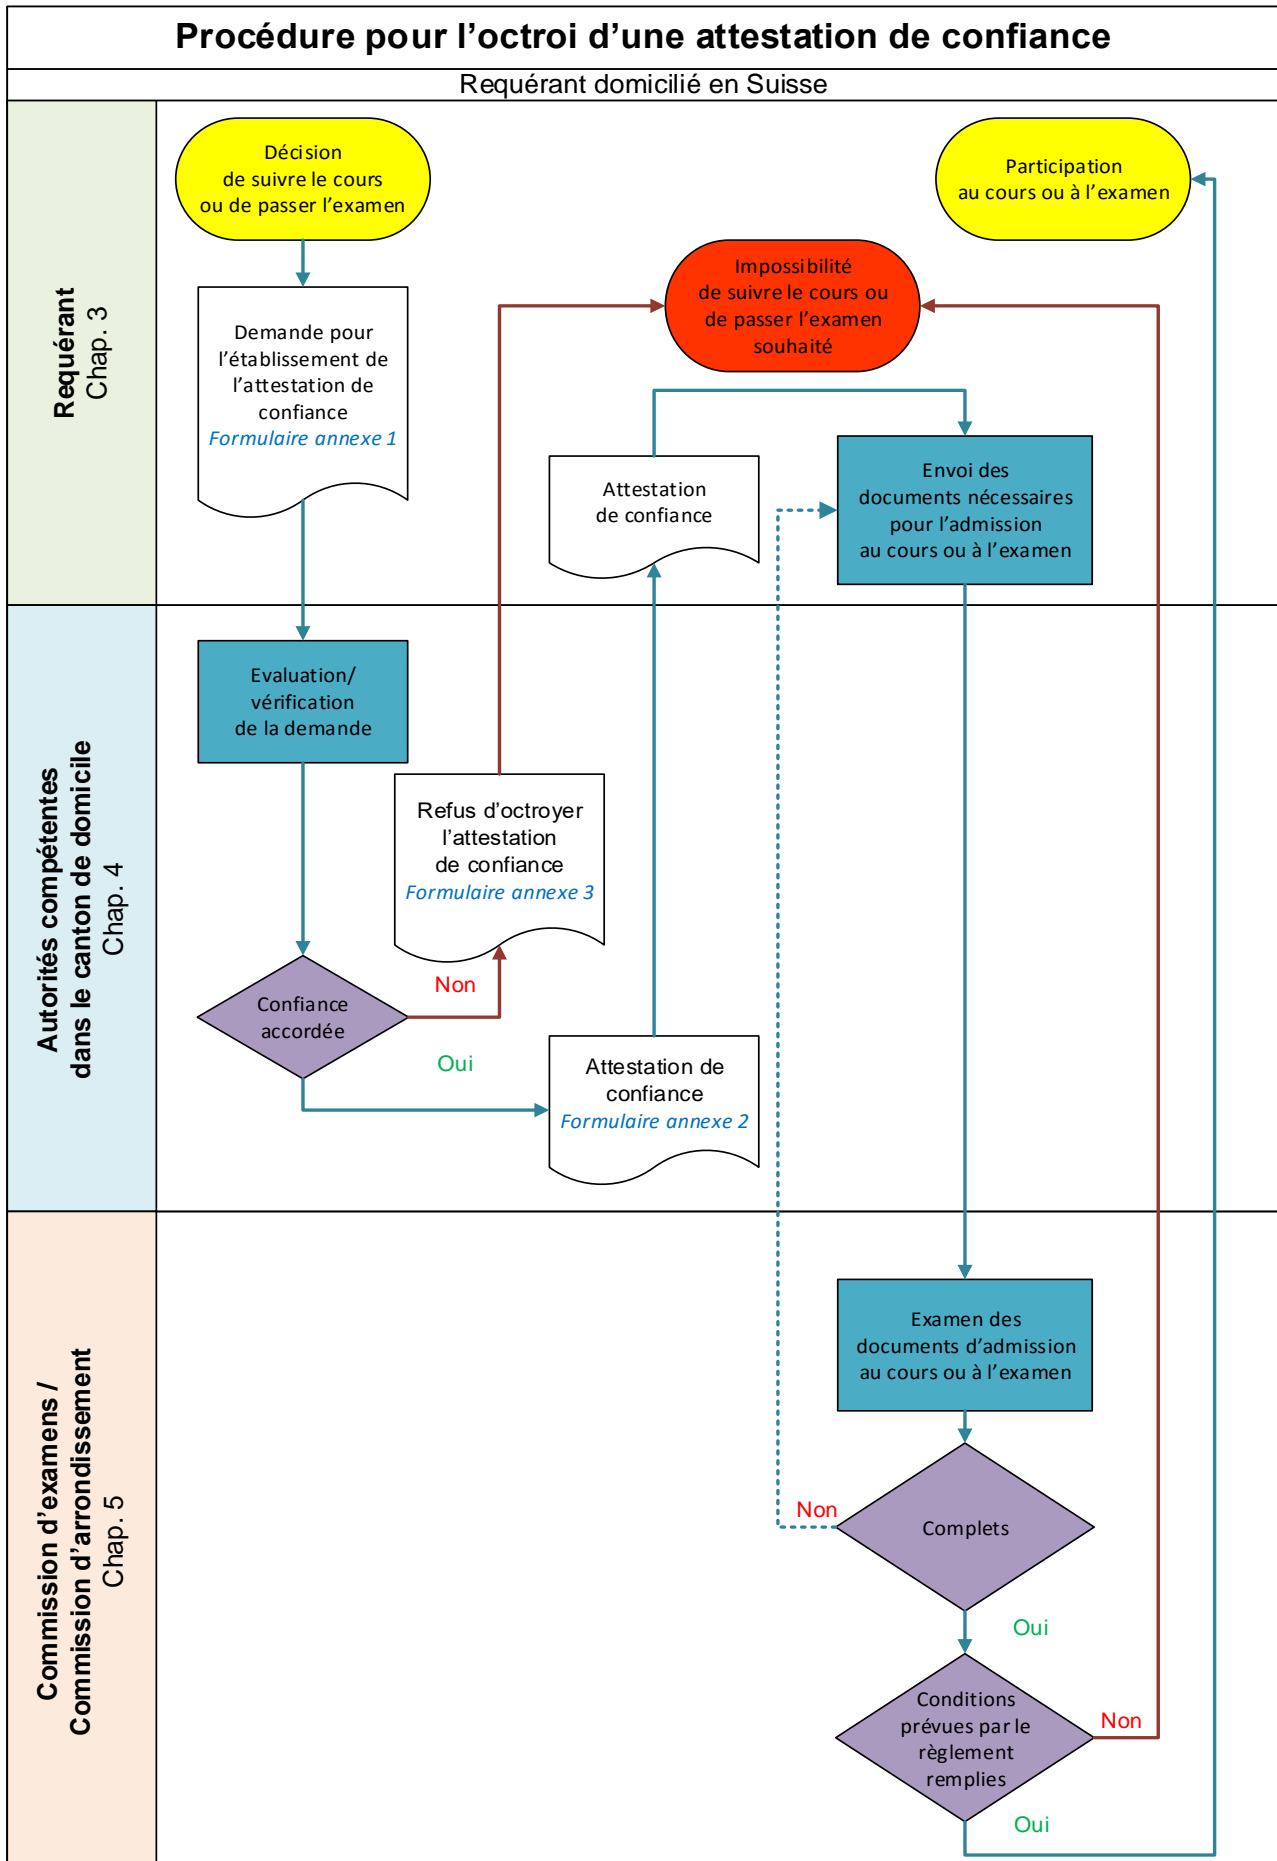 Procédure pour l'octroi d'une attestation de confiance
Requérant domicilié en Suisse
Requérant
Chap. 3
Décision
de suivre le cours
ou de passer l'examen
Participation
au cours ou à l'examen
Impossibilité
de suivre le cours ou
de passer l'examen
souhaité
Demande pour
l'établissement de
l'attestation de
confiance
Formulaire annexe 1
Attestation
de confiance
Envoi des
documents nécessaires
pour l'admission
au cours ou à l'examen
Autorités compétentes
dans le canton de domicile
Chap. 4
Evaluation/
vérification
de la demande
Refus d'octroyer
l'attestation
de confiance
Formulaire annexe 3
Non
Confiance
accordée
Oui
Attestation de
confiance
Formulaire annexe 2
Commission d'examens /
Commission d'arrondissement
Chap. 5
Examen des
documents d'admission
au cours ou à l'examen
Non
Complets
Oui
Conditions
prévues par le
règlement
remplies
Non
Oui